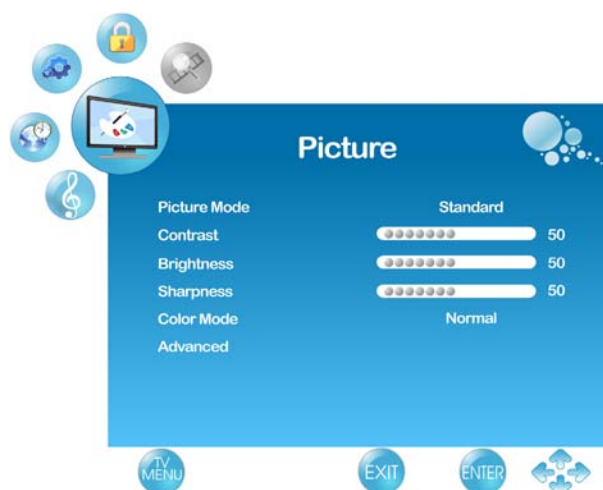 Picture
Picture Mode Standard
Contrast 50
Brightness 50
Sharpness 50
Color Mode Normal
Advanced
TV
MENU EXIT ENTER